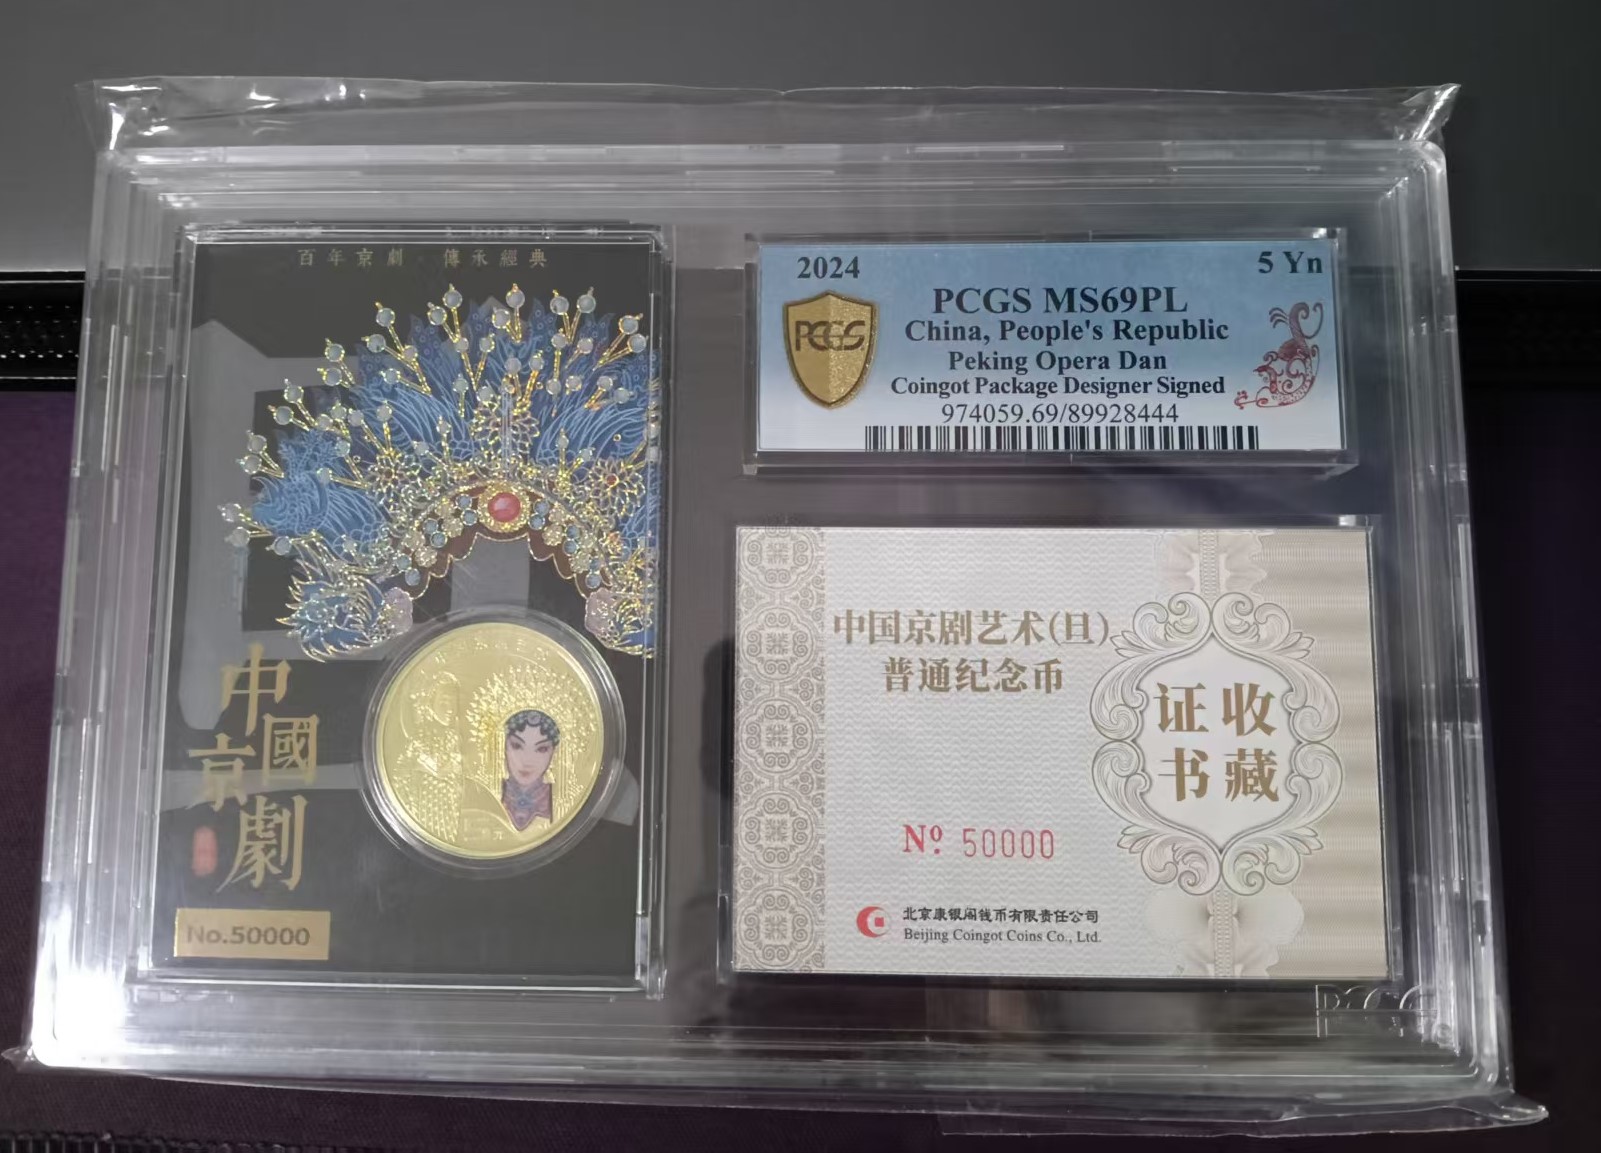 百年京劇·傳承經典
中國
京劇
No.50000
2024
5 Yn
PCGS MS69PL
PCGS
China, People's Republic
Peking Opera Dan
Coingot Package Designer Signed
974059.69/89928444
中国京剧艺术(旦)
普通纪念币
收藏
证书
Nº 50000
北京康银阁钱币有限责任公司
Beijing Coingot Coins Co., Ltd.
PCGS